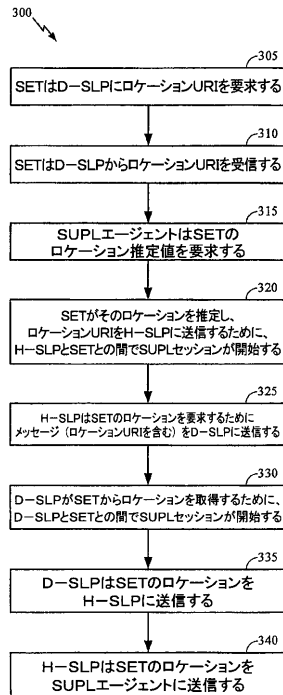 300
305
SETはD－SLPにロケーションURIを要求する
310
SETはD－SLPからロケーションURIを受信する
315
SUPLエージェントはSETの
ロケーション推定値を要求する
320
SETがそのロケーションを推定し、
ロケーションURIをH－SLPに送信するために、
H－SLPとSETとの間でSUPLセッションが開始する
325
H－SLPはSETのロケーションを要求するために
メッセージ（ロケーションURIを含む）をD－SLPに送信する
330
D－SLPがSETからロケーションを取得するために、
D－SLPとSETとの間でSUPLセッションが開始する
335
D－SLPはSETのロケーションを
H－SLPに送信する
340
H－SLPはSETのロケーションを
SUPLエージェントに送信する